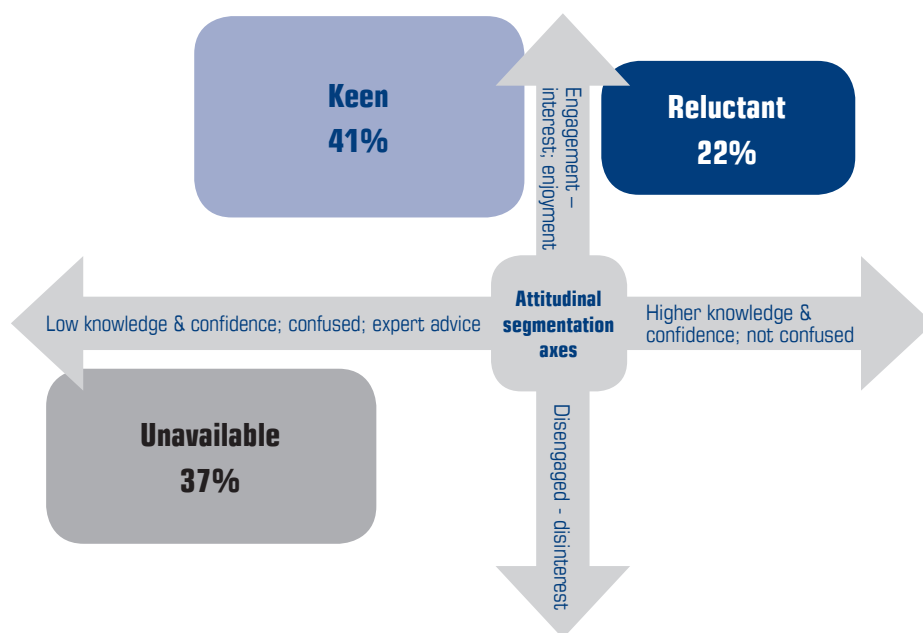 Keen
41%
Reluctant
22%
Engagement –
interest; enjoyment
Low knowledge & confidence; confused; expert advice
Attitudinal
segmentation
axes
Higher knowledge &
confidence; not confused
Unavailable
37%
Disengaged - disinterest